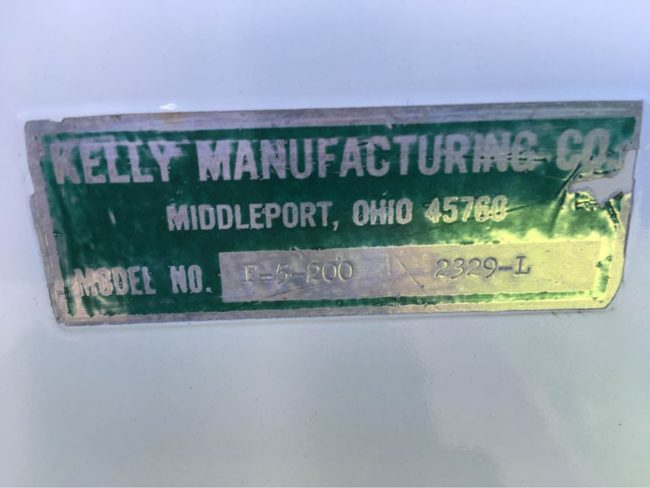 KELLY MANUFACTURING CO.
MIDDLEPORT, OHIO 45760
MODEL NO. F-5-200 2329-L